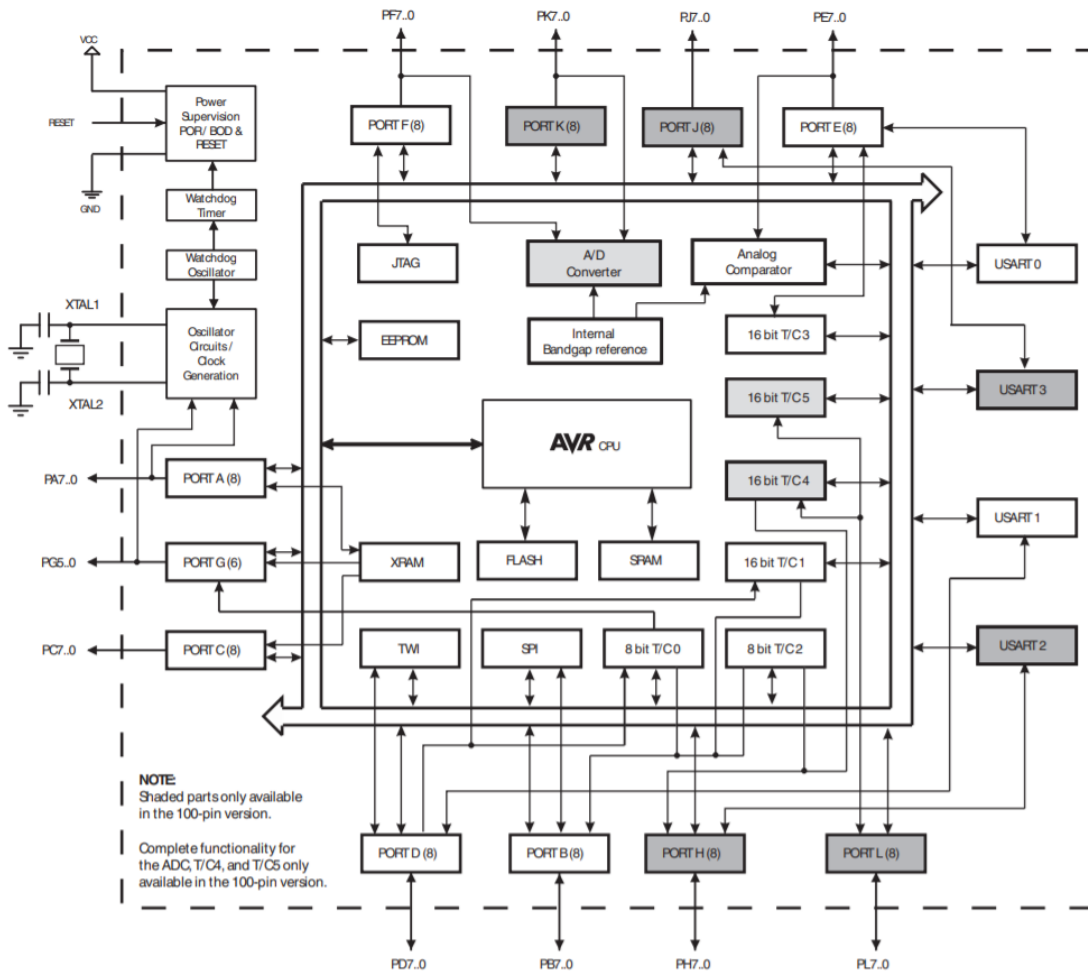 PF7..0
PK7..0
PJ7..0
PE7..0
VCC
RESET
GND
Power
Supervision
POR/ BOD &
RESET
PORT F (8)
PORT K (8)
PORT J (8)
PORT E (8)
Watchdog
Timer
Watchdog
Oscillator
JTAG
A/D
Converter
Analog
Comparator
USART 0
XTAL1
Oscillator
Circuits /
Clock
Generation
XTAL2
EEPROM
Internal
Bandgap reference
16 bit T/C3
USART 3
16 bit T/C5
AVR CPU
PA7..0
PORT A (8)
16 bit T/C4
USART 1
PG5..0
PORT G (6)
XRAM
FLASH
SRAM
16 bit T/C1
PC7..0
PORT C (8)
TWI
SPI
8 bit T/C0
8 bit T/C2
USART 2
NOTE:
Shaded parts only available
in the 100-pin version.
Complete functionality for
the ADC, T/C4, and T/C5 only
available in the 100-pin version.
PORT D (8)
PORT B (8)
PORT H (8)
PORT L (8)
PD7..0
PB7..0
PH7..0
PL7..0